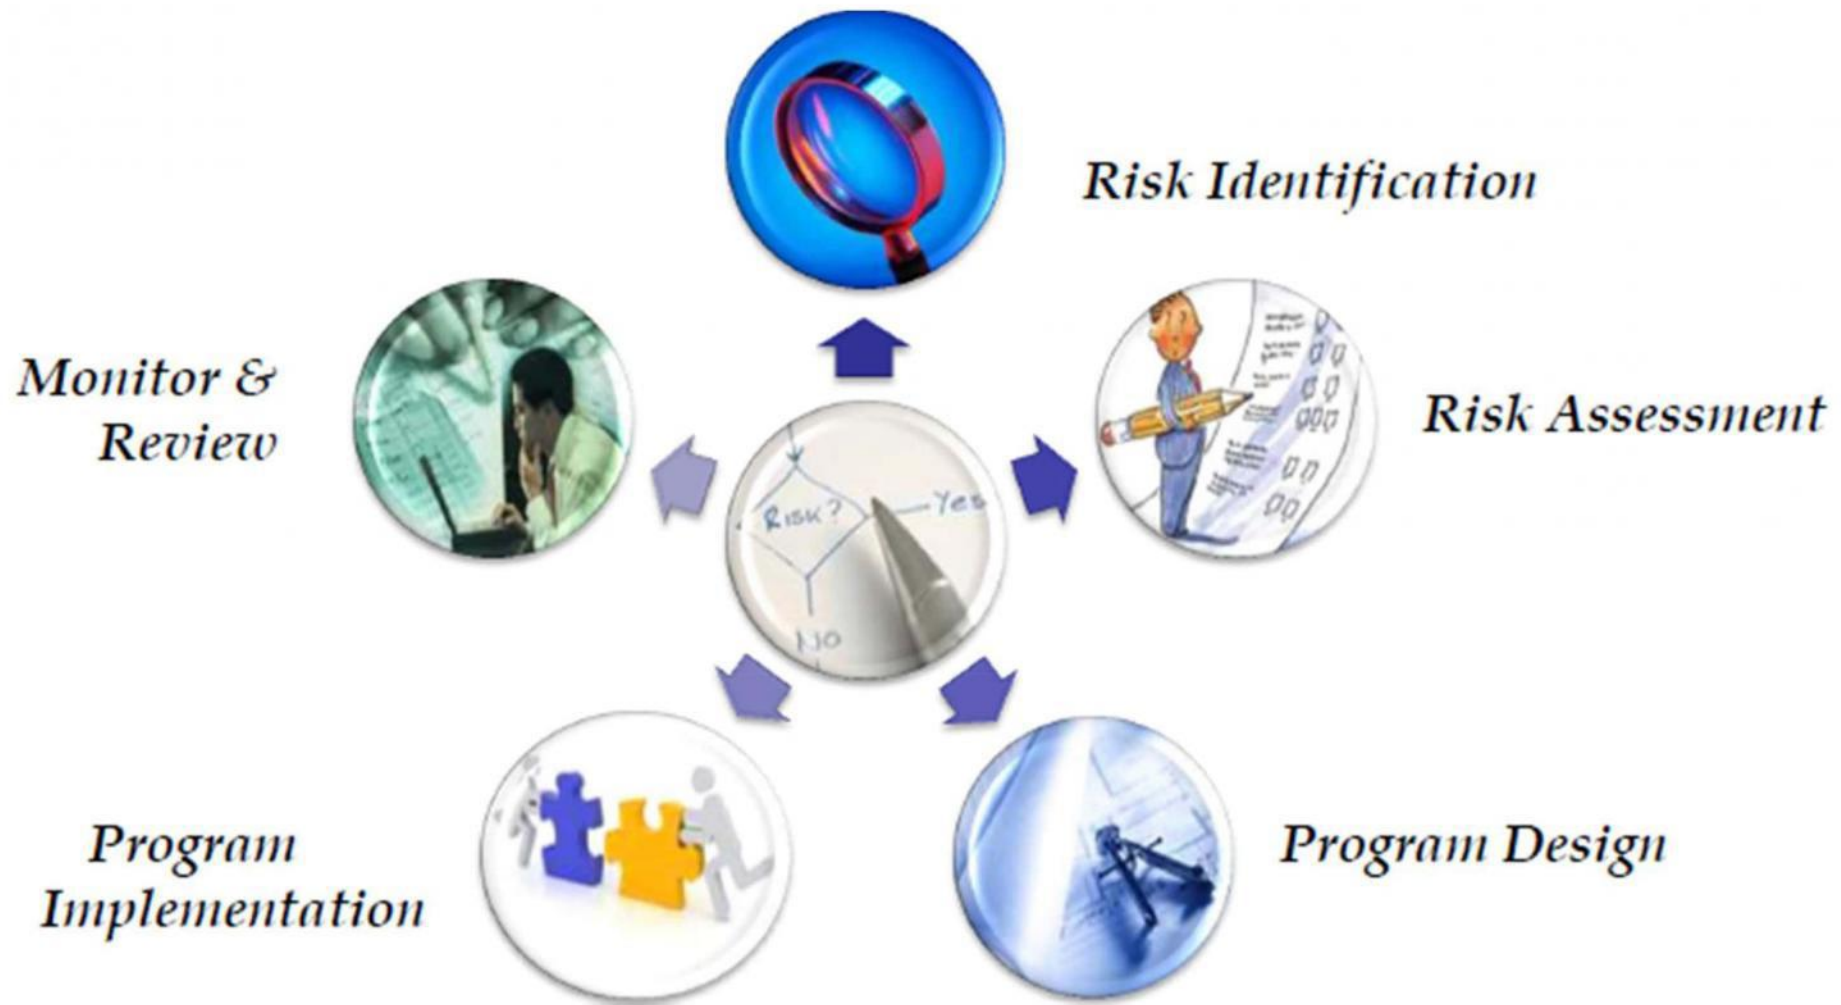 Risk Identification
Monitor &
Review
Risk Assessment
RISK?
Yes
NO
Program
Implementation
Program Design